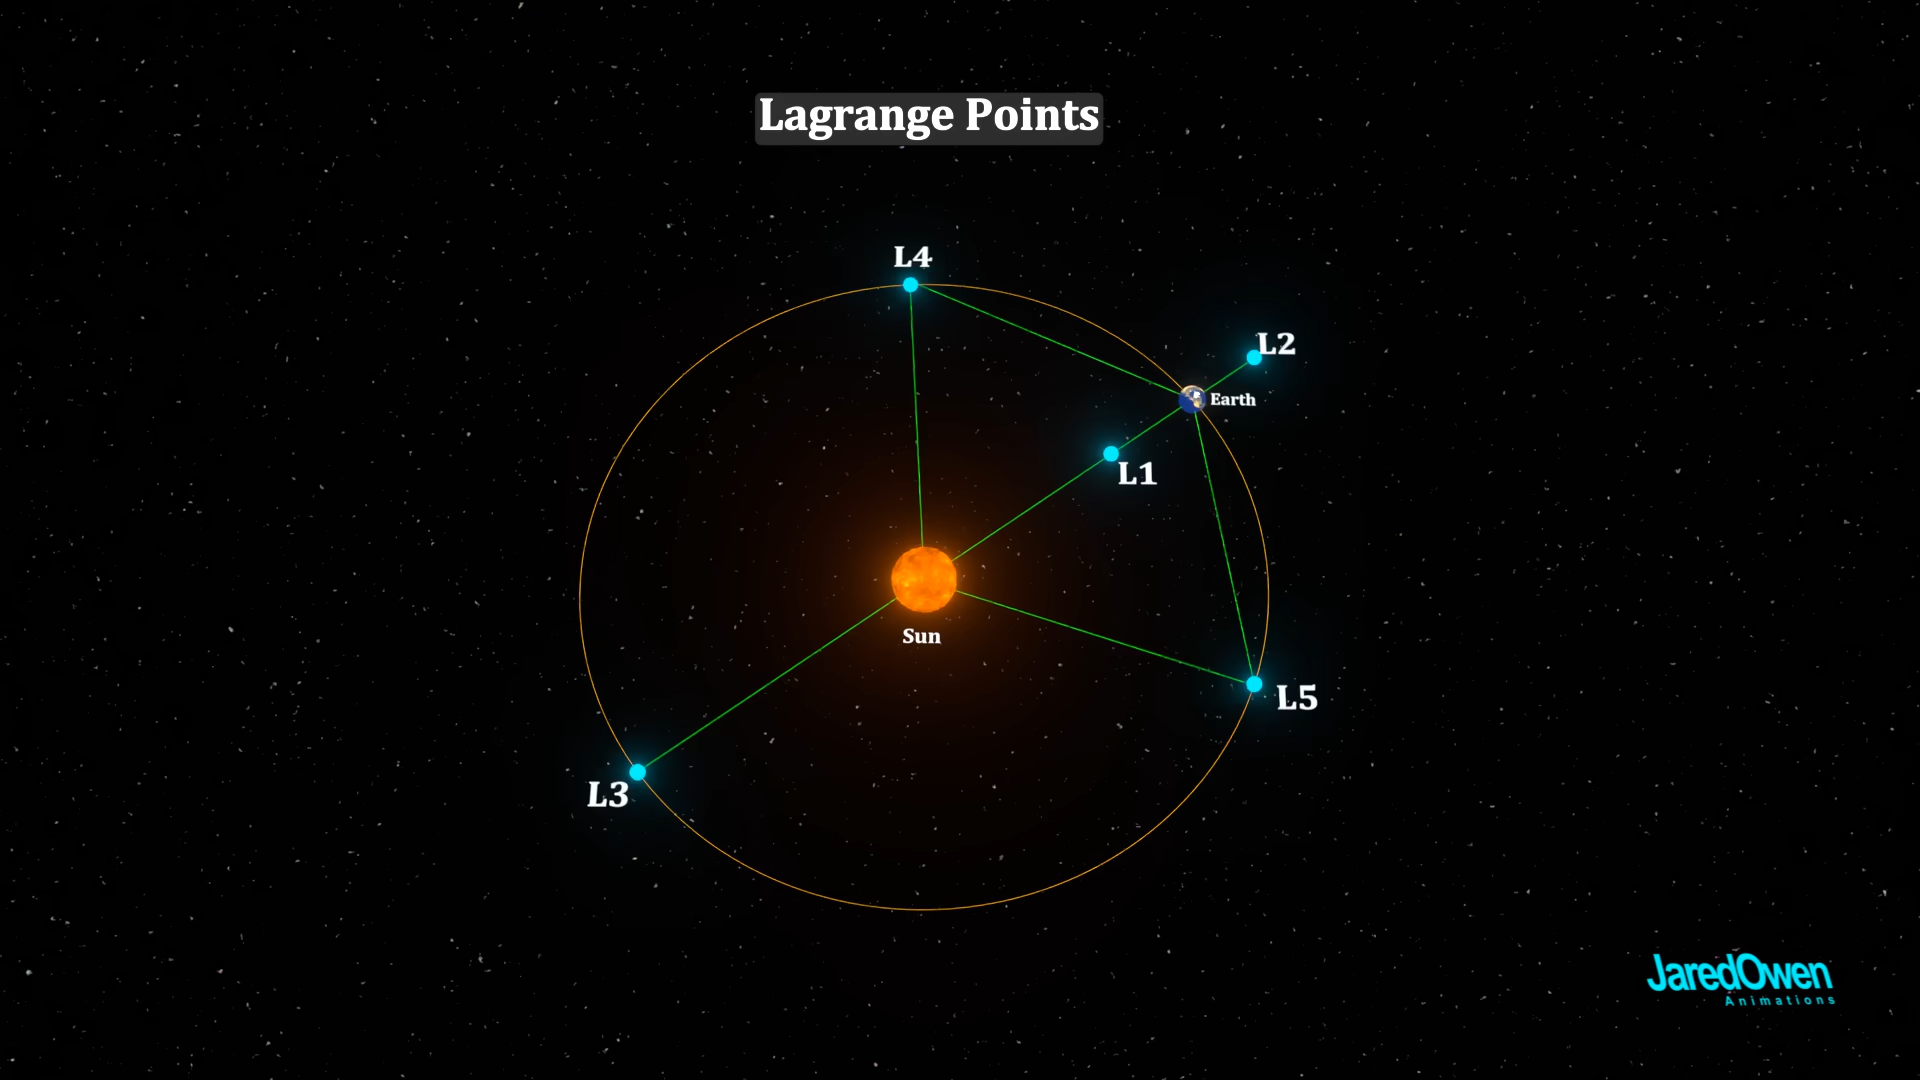 Lagrange Points
L4
L2
Earth
L1
Sun
L5
L3
JaredOwen
Animations